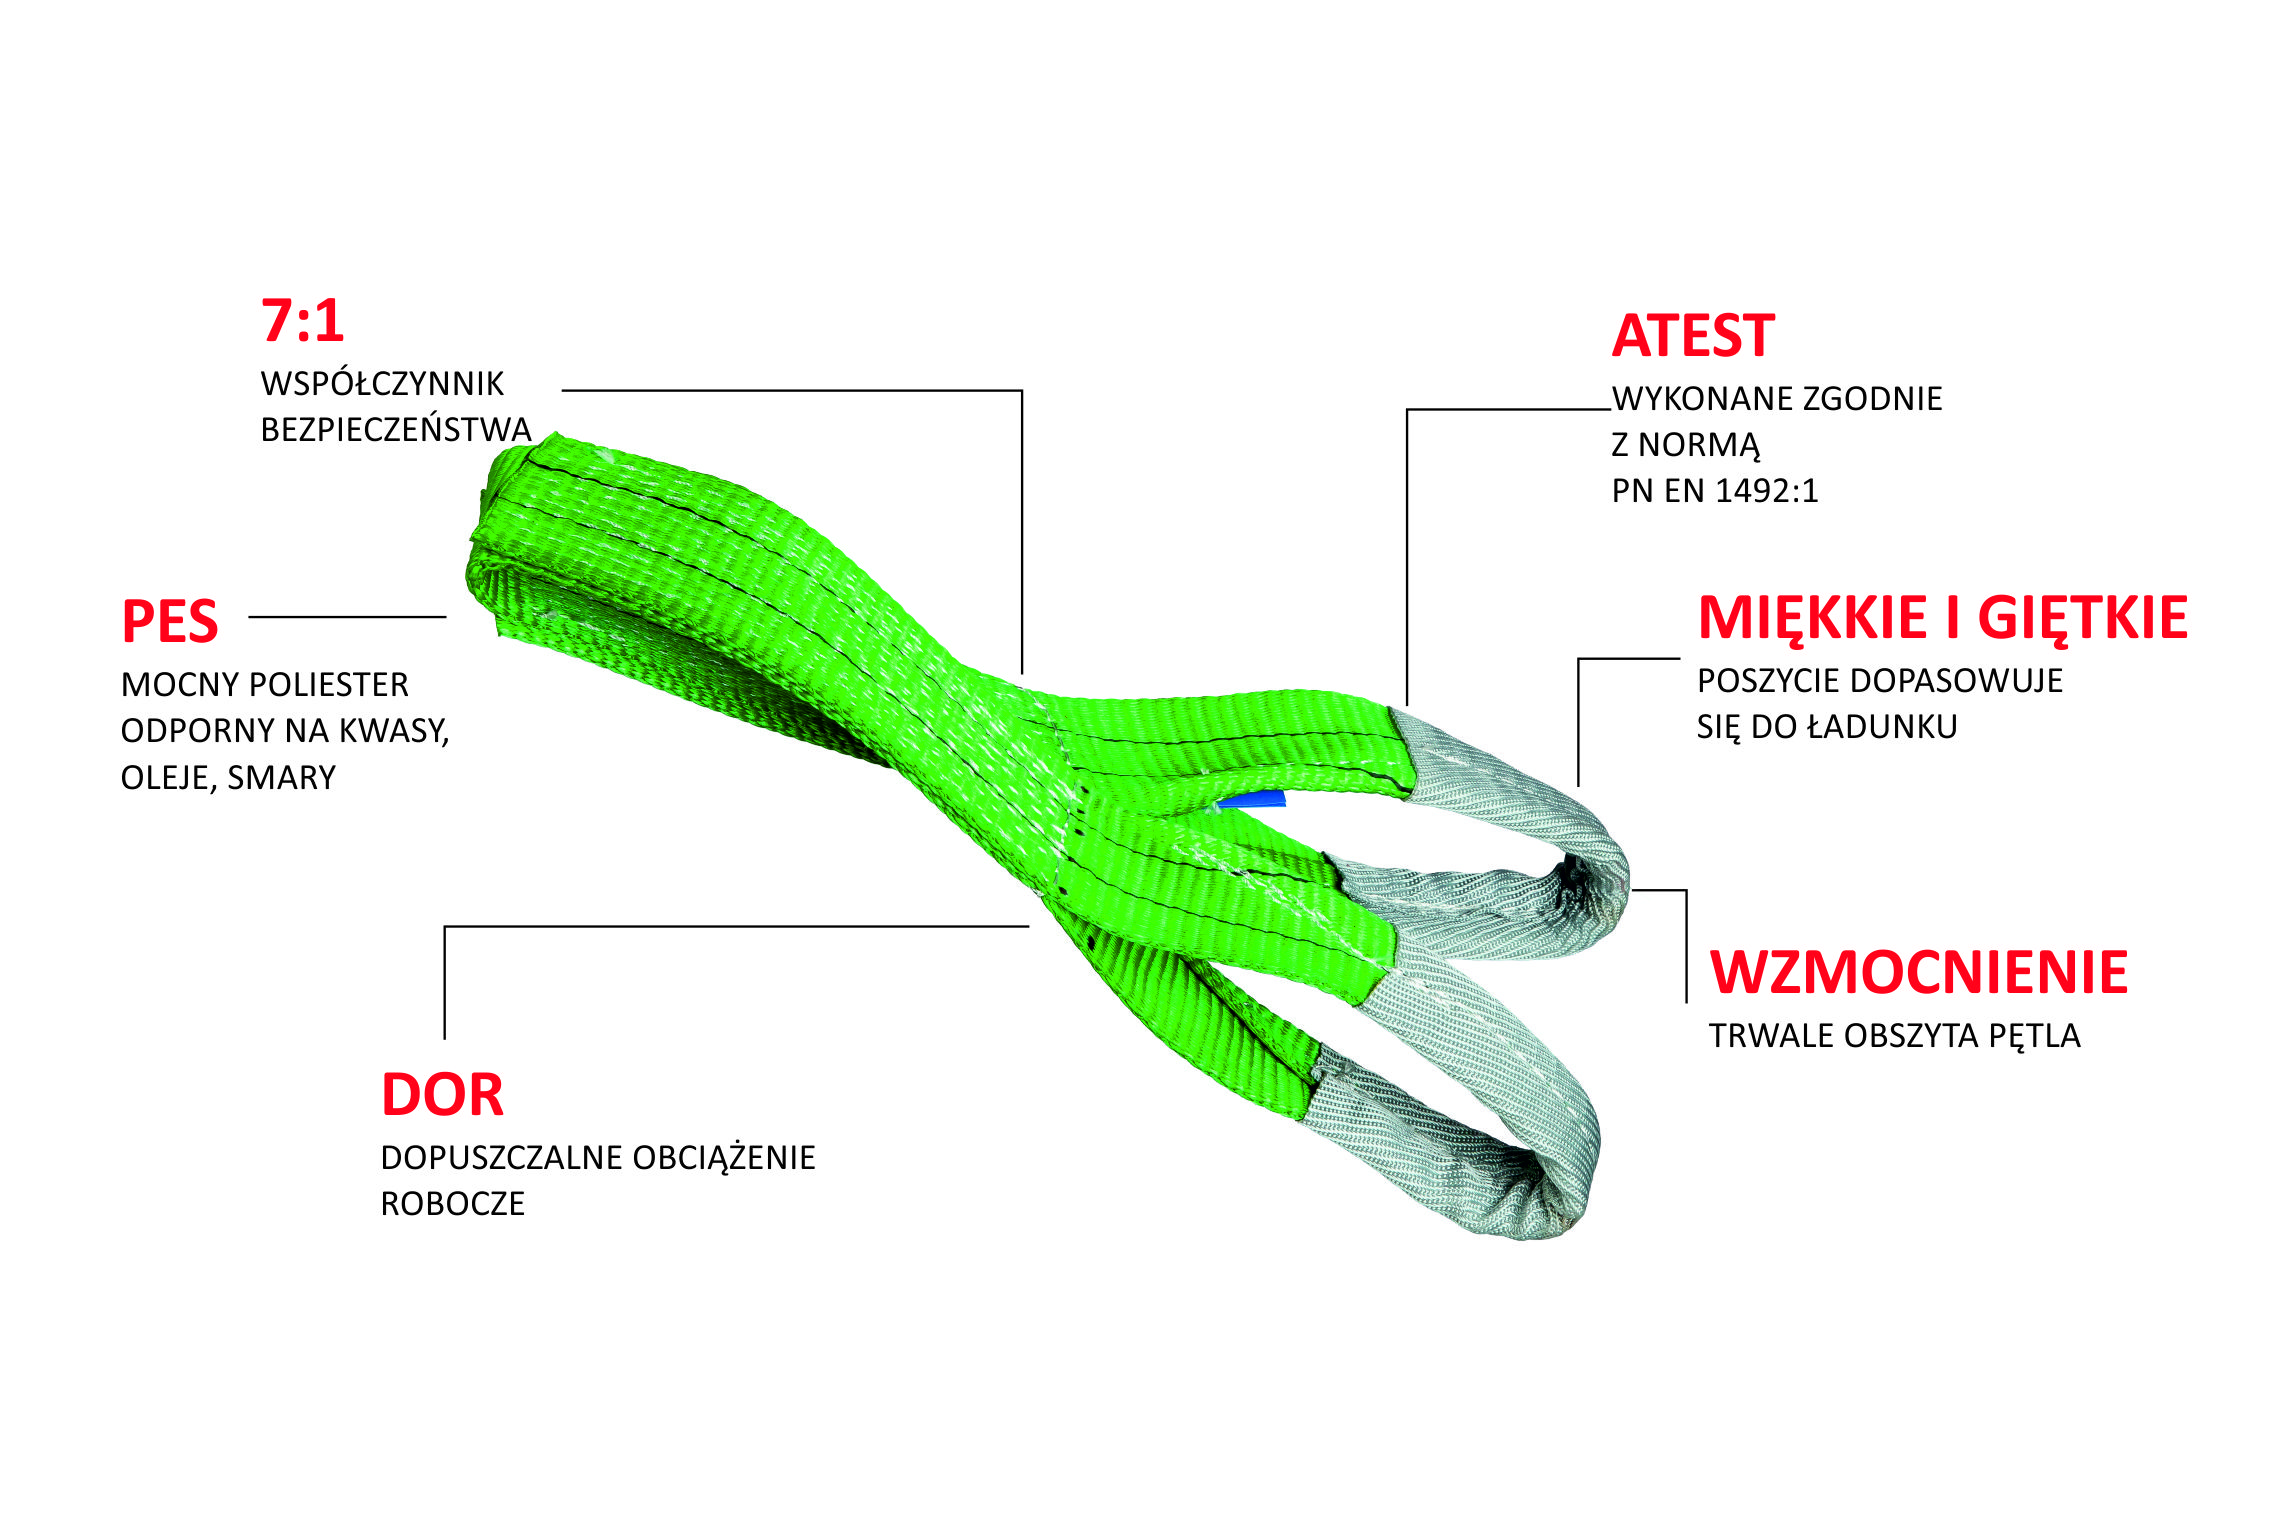 7:1
WSPÓŁCZYNNIK
BEZPIECZEŃSTWA
ATEST
WYKONANE ZGODNIE
Z NORMĄ
PN EN 1492:1
PES
MOCNY POLIESTER
ODPORNY NA KWASY,
OLEJE, SMARY
MIĘKKIE I GIĘTKIE
POSZYCIE DOPASOWUJE
SIĘ DO ŁADUNKU
WZMOCNIENIE
TRWALE OBSZYTA PĘTLA
DOR
DOPUSZCZALNE OBCIĄŻENIE
ROBOCZE